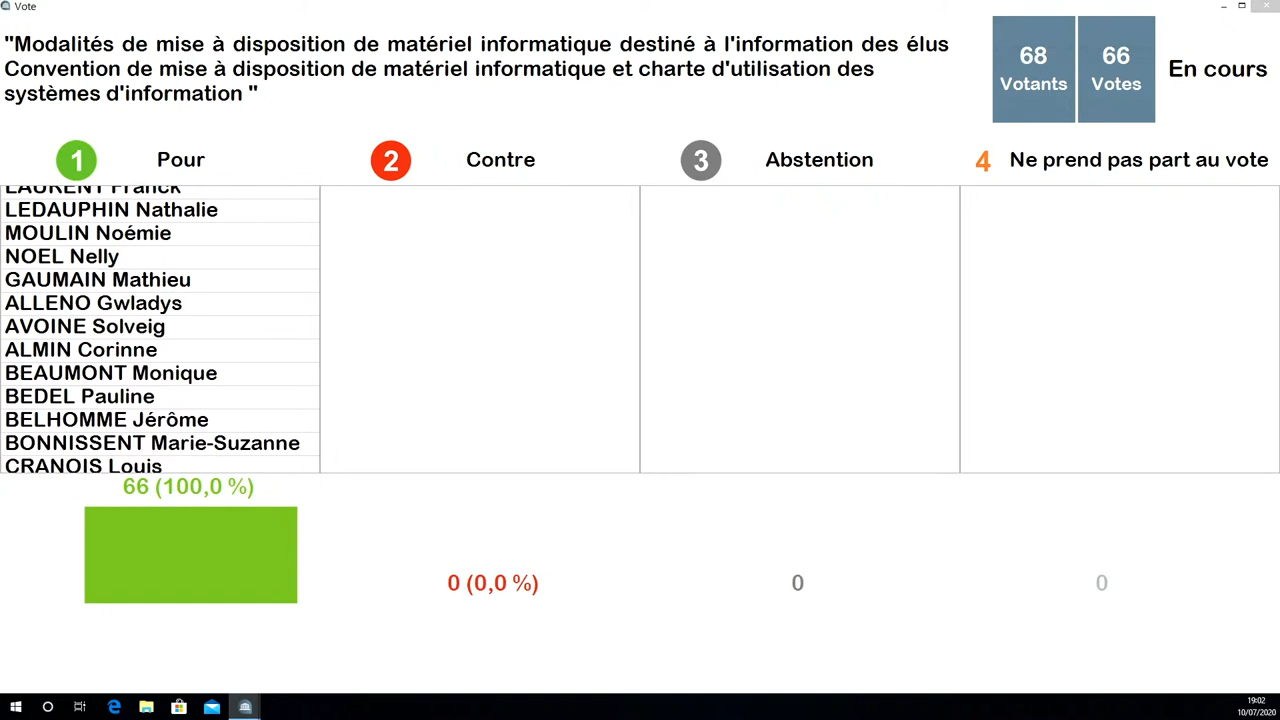 Vote
"Modalités de mise à disposition de matériel informatique destiné à l'information des élus
Convention de mise à disposition de matériel informatique et charte d'utilisation des
systèmes d'information "
68
Votants
66
Votes
En cours
1 Pour
2 Contre
3 Abstention
4 Ne prend pas part au vote
LAURENT Franck
LEDAUPHIN Nathalie
MOULIN Noémie
NOEL Nelly
GAUMAIN Mathieu
ALLENO Gwladys
AVOINE Solveig
ALMIN Corinne
BEAUMONT Monique
BEDEL Pauline
BELHOMME Jérôme
BONNISSENT Marie-Suzanne
CRANOIS Louis
66 (100,0 %)
0 (0,0 %)
0
0
19:02
10/07/2020